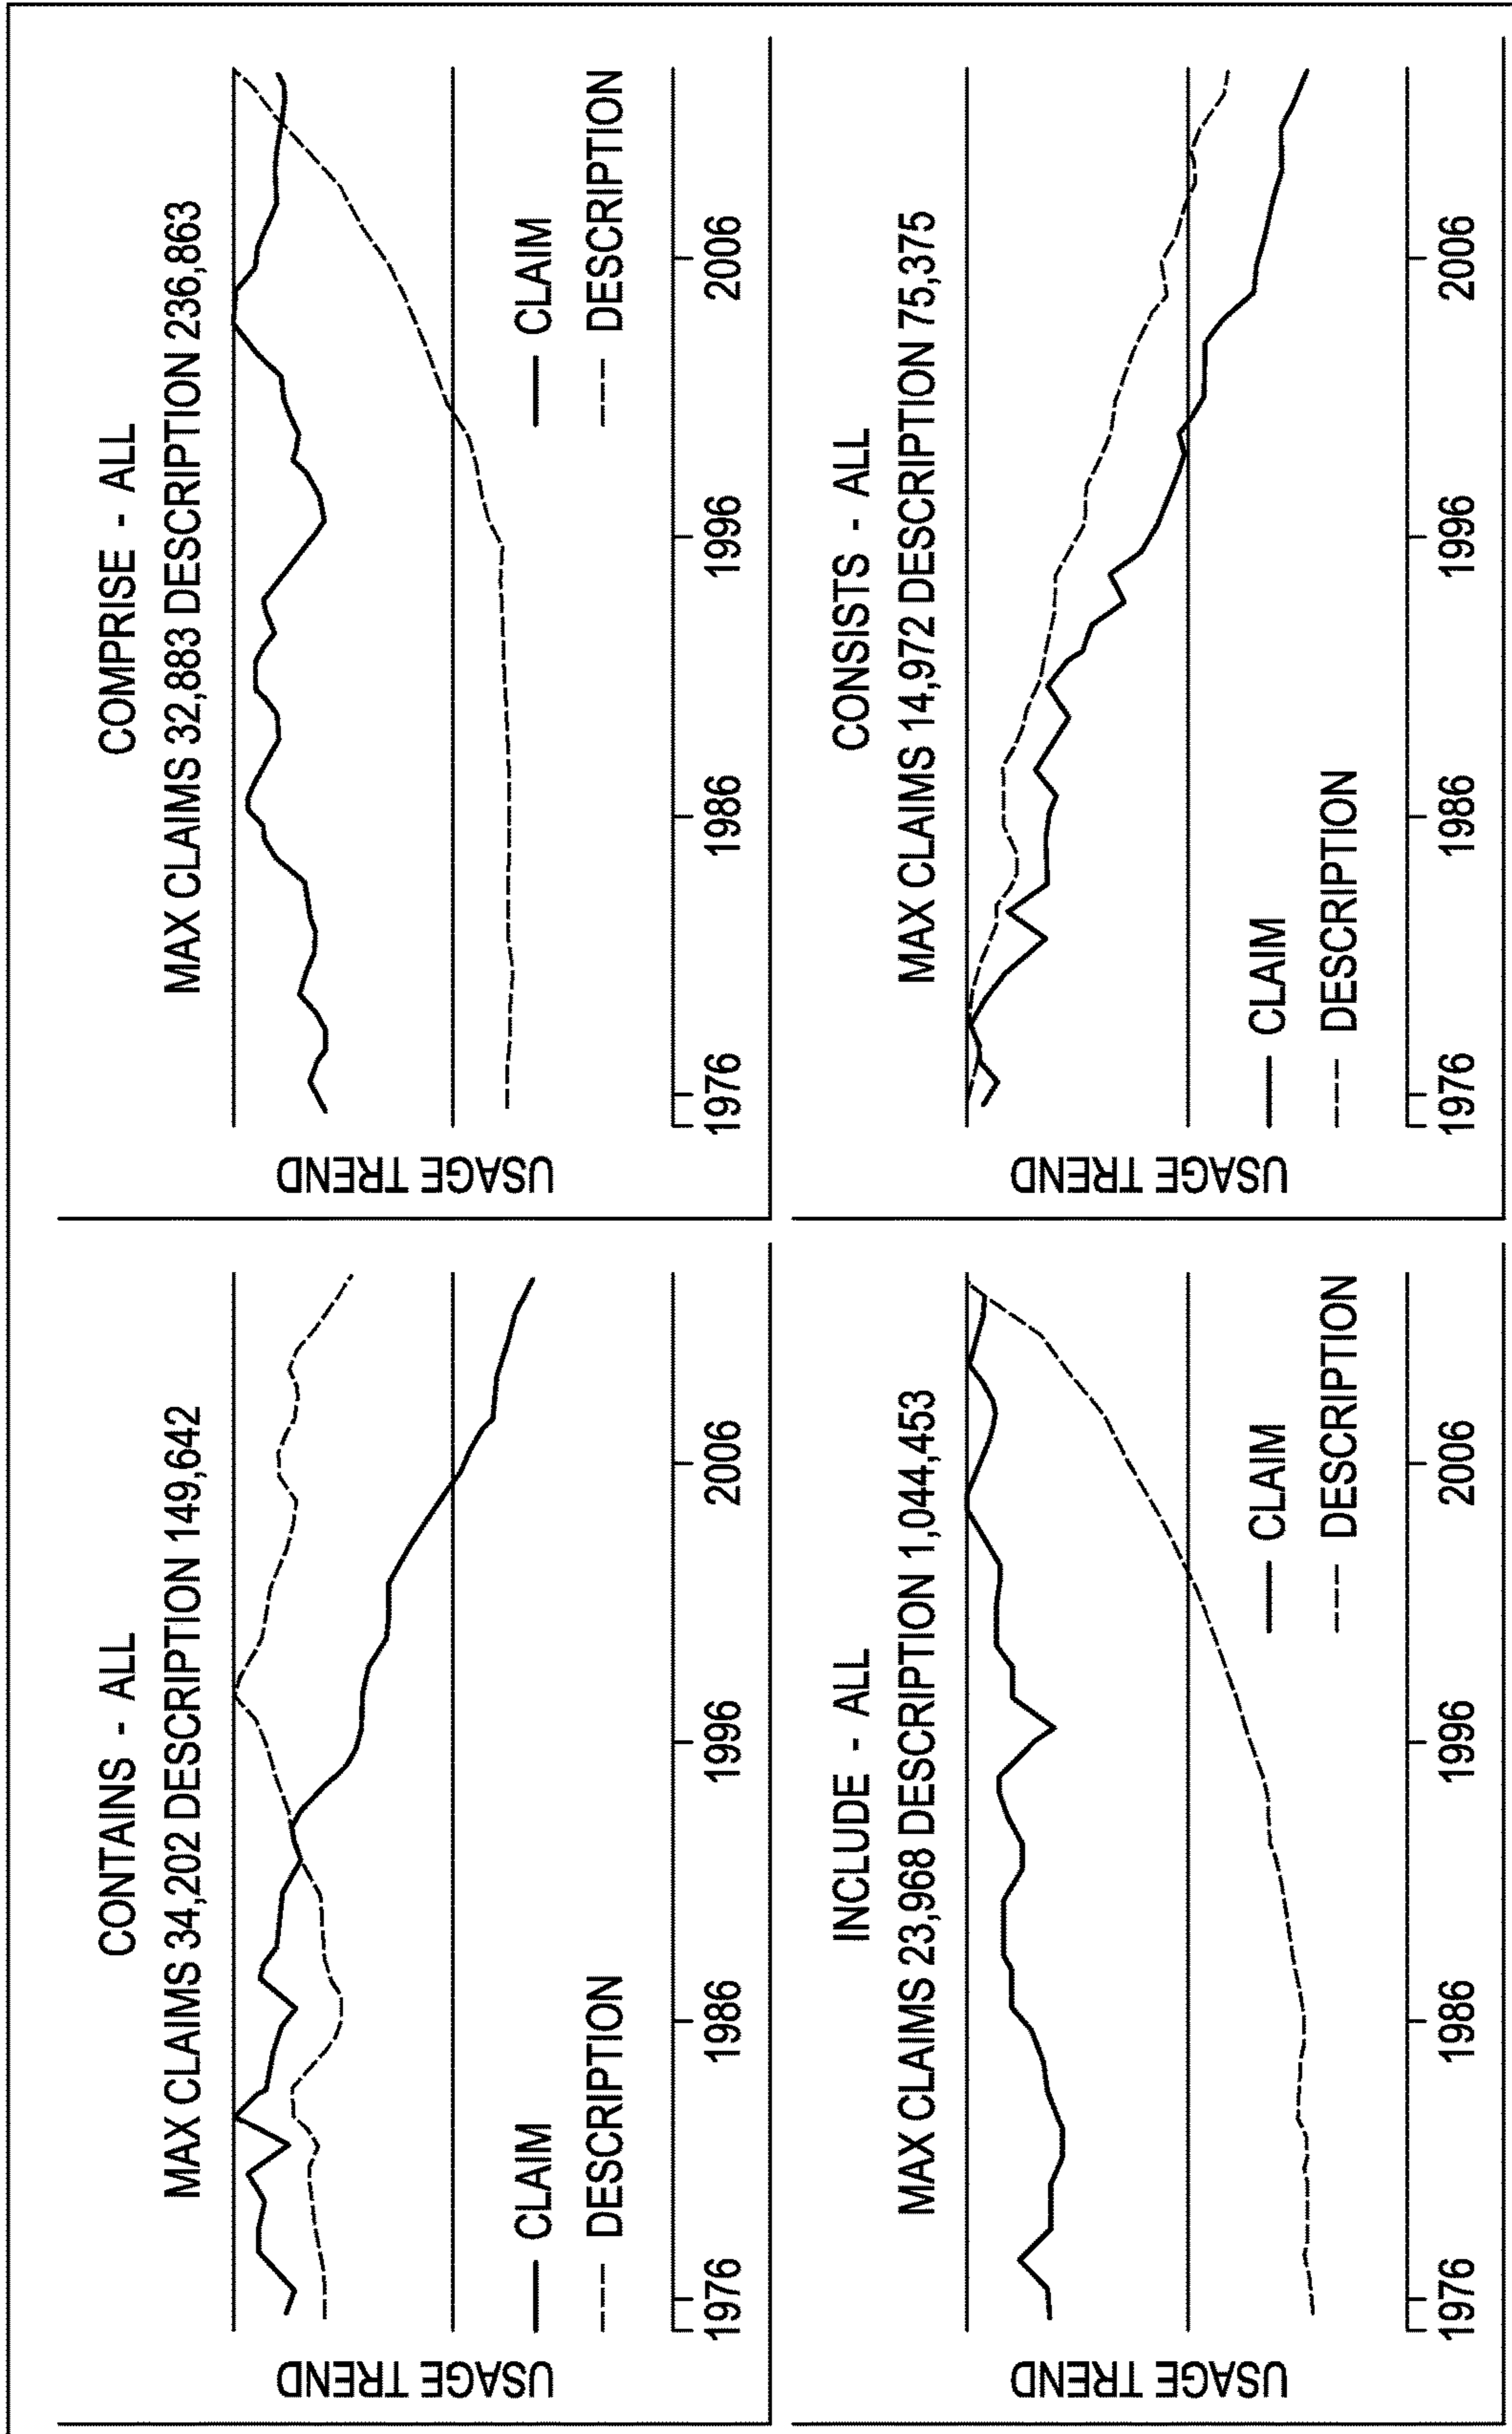 CONTAINS - ALL
MAX CLAIMS 34,202 DESCRIPTION 149,642
USAGE TREND
CLAIM
DESCRIPTION
1976
1986
1996
2006
COMPRISE - ALL
MAX CLAIMS 32,883 DESCRIPTION 236,863
USAGE TREND
CLAIM
DESCRIPTION
1976
1986
1996
2006
INCLUDE - ALL
MAX CLAIMS 23,968 DESCRIPTION 1,044,453
USAGE TREND
CLAIM
DESCRIPTION
1976
1986
1996
2006
CONSISTS - ALL
MAX CLAIMS 14,972 DESCRIPTION 75,375
USAGE TREND
CLAIM
DESCRIPTION
1976
1986
1996
2006